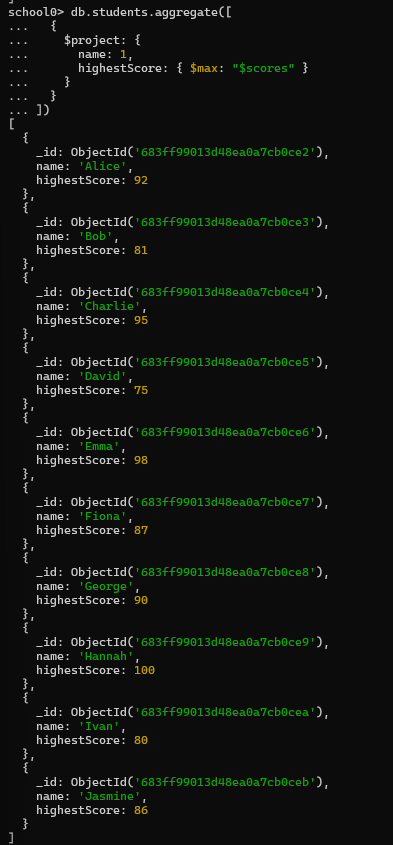 ]
school0> db.students.aggregate([
...   {
...     $project: {
...       name: 1,
...       highestScore: { $max: "$scores" }
...     }
...   }
... ])
[
  {
    _id: ObjectId('683ff99013d48ea0a7cb0ce2'),
    name: 'Alice',
    highestScore: 92
  },
  {
    _id: ObjectId('683ff99013d48ea0a7cb0ce3'),
    name: 'Bob',
    highestScore: 81
  },
  {
    _id: ObjectId('683ff99013d48ea0a7cb0ce4'),
    name: 'Charlie',
    highestScore: 95
  },
  {
    _id: ObjectId('683ff99013d48ea0a7cb0ce5'),
    name: 'David',
    highestScore: 75
  },
  {
    _id: ObjectId('683ff99013d48ea0a7cb0ce6'),
    name: 'Emma',
    highestScore: 98
  },
  {
    _id: ObjectId('683ff99013d48ea0a7cb0ce7'),
    name: 'Fiona',
    highestScore: 87
  },
  {
    _id: ObjectId('683ff99013d48ea0a7cb0ce8'),
    name: 'George',
    highestScore: 90
  },
  {
    _id: ObjectId('683ff99013d48ea0a7cb0ce9'),
    name: 'Hannah',
    highestScore: 100
  },
  {
    _id: ObjectId('683ff99013d48ea0a7cb0cea'),
    name: 'Ivan',
    highestScore: 80
  },
  {
    _id: ObjectId('683ff99013d48ea0a7cb0ceb'),
    name: 'Jasmine',
    highestScore: 86
  }
]